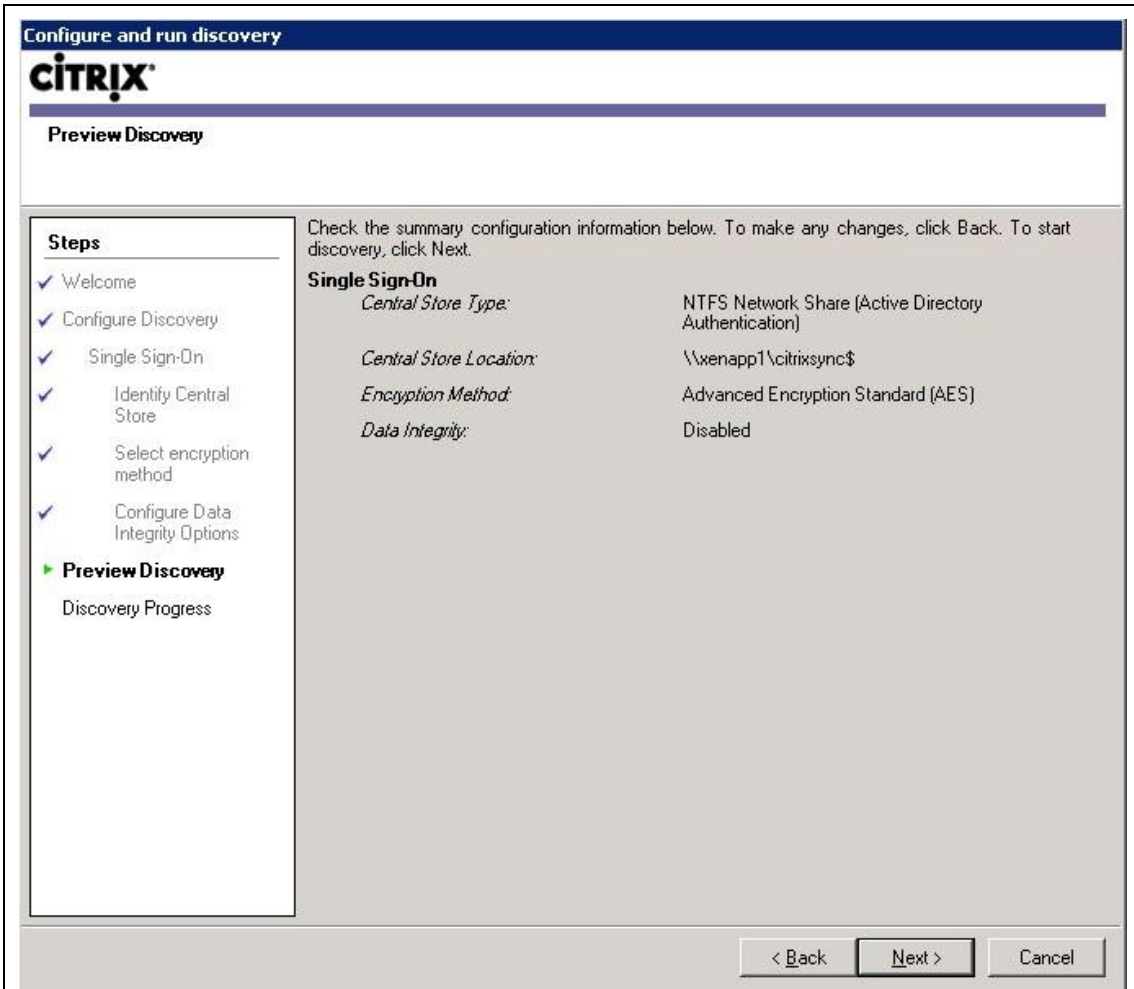 Configure and run discovery
CİTRIX®
Preview Discovery
Steps
Welcome
Configure Discovery
Single Sign-On
Identify Central
Store
Select encryption
method
Configure Data
Integrity Options
Preview Discovery
Discovery Progress
Check the summary configuration information below. To make any changes, click Back. To start
discovery, click Next.
Single Sign-On
Central Store Type: NTFS Network Share (Active Directory
Authentication)
Central Store Location: \\xenapp1\citrixsync$
Encryption Method: Advanced Encryption Standard (AES)
Data Integrity: Disabled
< Back Next > Cancel